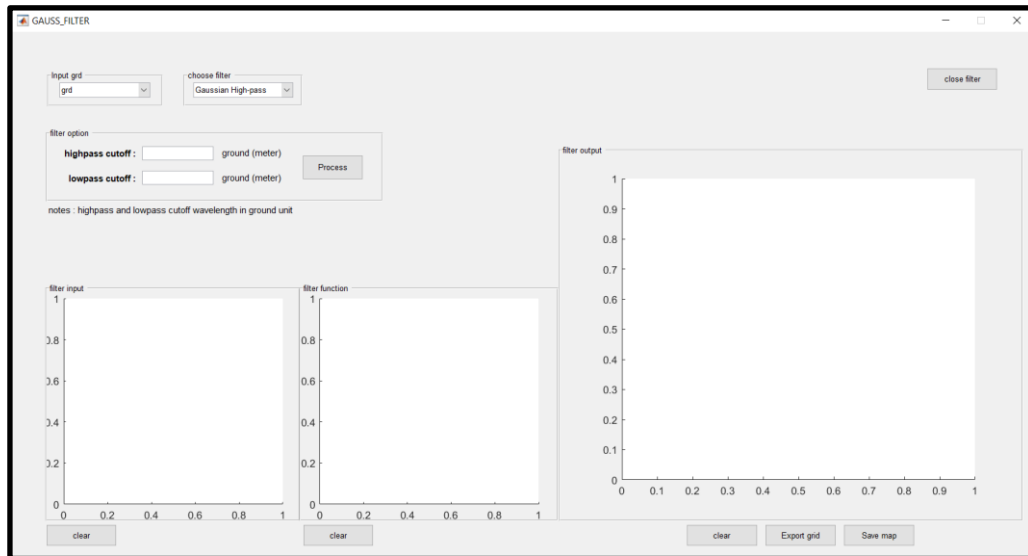 GAUSS_FILTER
Input grd
grd
choose filter
Gaussian High-pass
close filter
filter option
highpass cutoff :
ground (meter)
lowpass cutoff :
ground (meter)
Process
notes : highpass and lowpass cutoff wavelength in ground unit
filter input
1
0.8
0.6
0.4
0.2
0
0 0.2 0.4 0.6 0.8 1
clear
filter function
1
0.8
0.6
0.4
0.2
0
0 0.2 0.4 0.6 0.8 1
clear
filter output
1
0.9
0.8
0.7
0.6
0.5
0.4
0.3
0.2
0.1
0
0 0.1 0.2 0.3 0.4 0.5 0.6 0.7 0.8 0.9 1
clear
Export grid
Save map